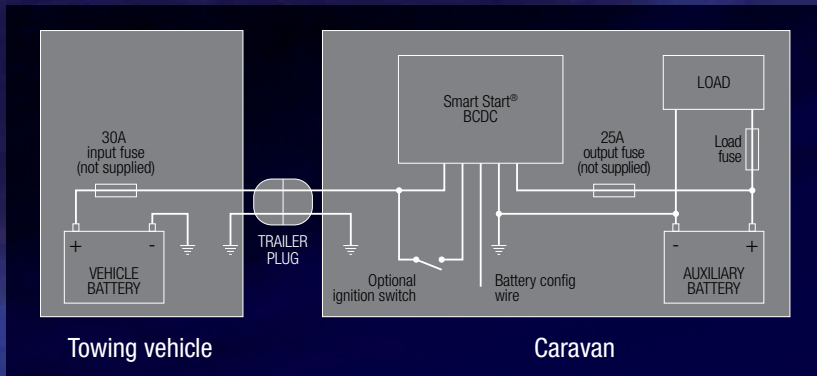 30A
input fuse
(not supplied)
+
-
VEHICLE
BATTERY
Towing vehicle
TRAILER
PLUG
Smart Start®
BCDC
LOAD
25A
output fuse
(not supplied)
Load
fuse
Optional
ignition switch
Battery config
wire
-
+
AUXILIARY
BATTERY
Caravan